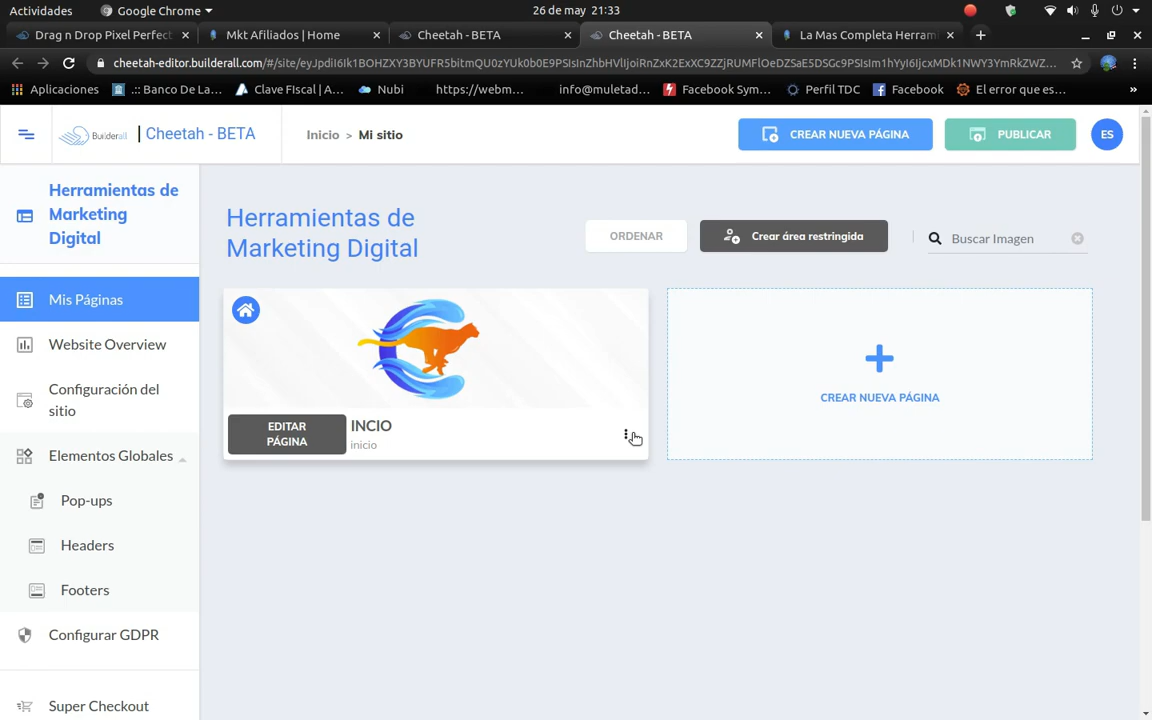 Actividades
Google Chrome
26 de may 21:33
Drag n Drop Pixel Perfect
Mkt Afiliados | Home
Cheetah - BETA
Cheetah - BETA
La Mas Completa Herram
cheetah-editor.builderall.com/#/site/
Aplicaciones
.:: Banco De La...
Clave FIscal | A...
Nubi
https://webm...
info@muletad...
Facebook Sym...
Perfil TDC
Facebook
El error que es...
»
Builderall
| Cheetah - BETA
Inicio > Mi sitio
CREAR NUEVA PÁGINA
PUBLICAR
ES
Herramientas de
Marketing
Digital
Mis Páginas
Website Overview
Configuración del
sitio
Elementos Globales
Pop-ups
Headers
Footers
Configurar GDPR
Super Checkout
Herramientas de
Marketing Digital
ORDENAR
Crear área restringida
Buscar Imagen
EDITAR
PÁGINA
INCIO
inicio
CREAR NUEVA PÁGINA